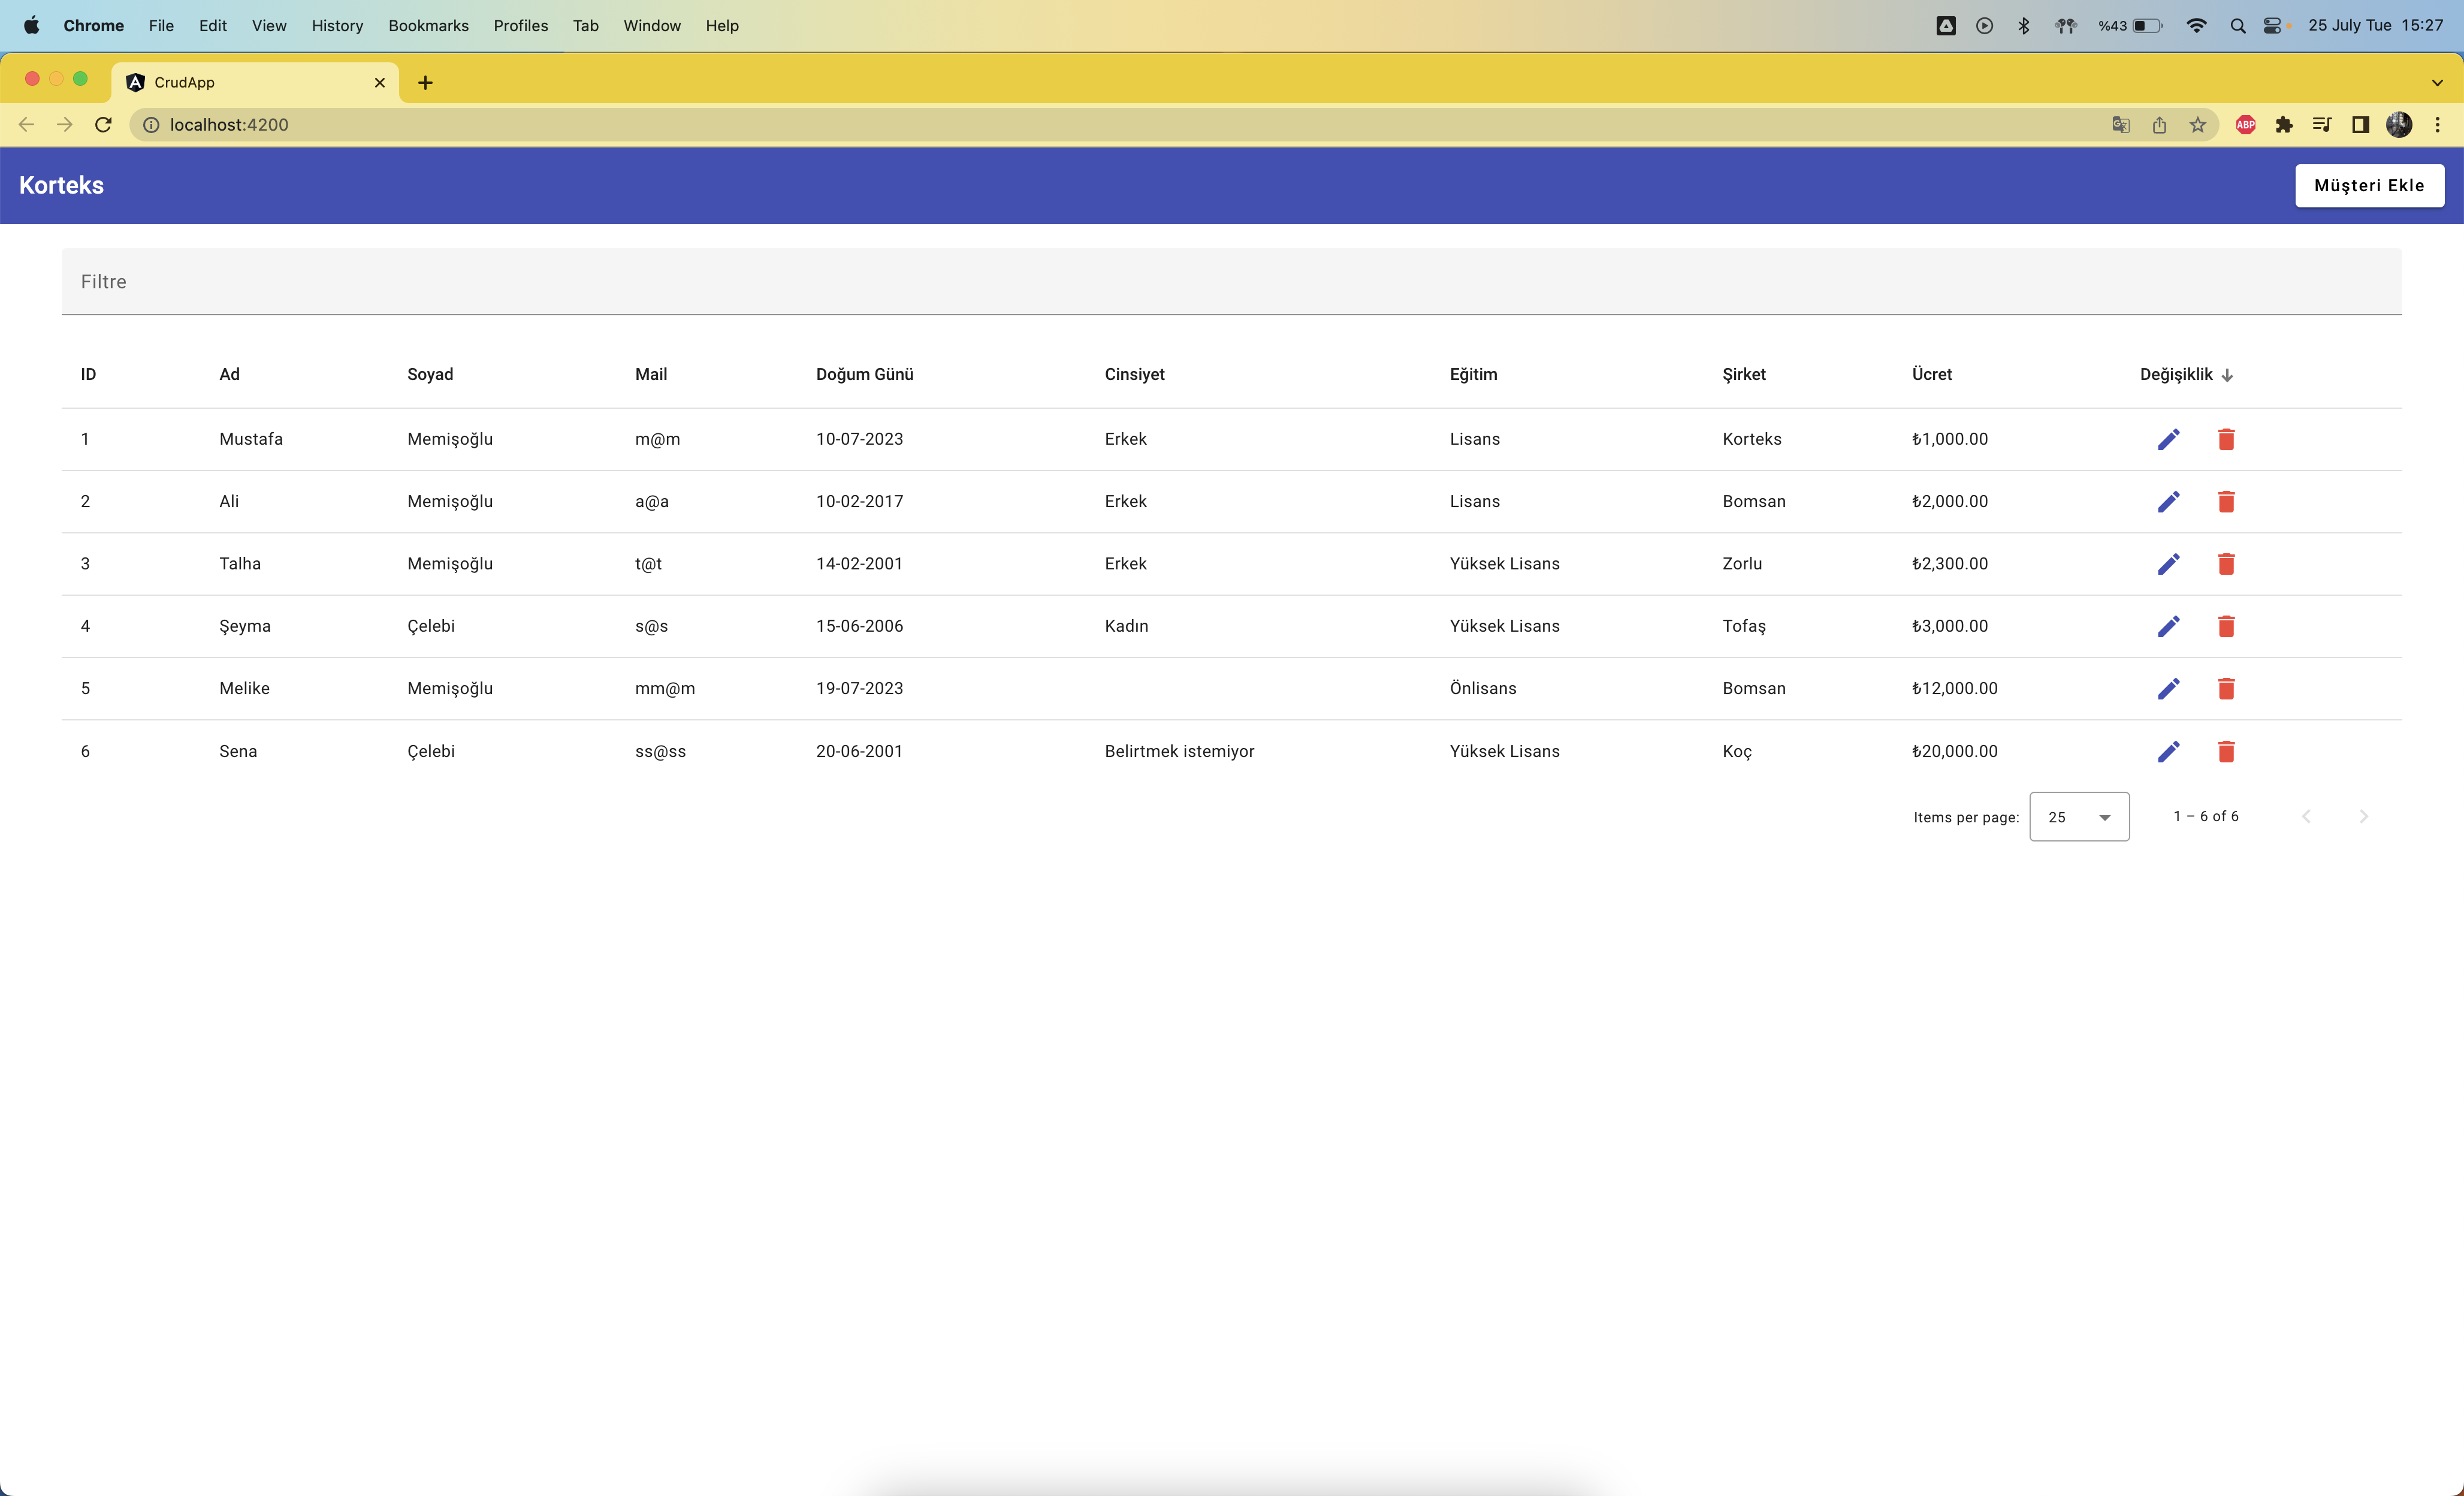 Chrome File Edit View History Bookmarks Profiles Tab Window Help %43 25 July Tue 15:27
CrudApp
localhost:4200 ABP
Korteks Müşteri Ekle
Filtre
ID Ad Soyad Mail Doğum Günü Cinsiyet Eğitim Şirket Ücret Değişiklik
1 Mustafa Memişoğlu m@m 10-07-2023 Erkek Lisans Korteks ₺1,000.00
2 Ali Memişoğlu a@a 10-02-2017 Erkek Lisans Bomsan ₺2,000.00
3 Talha Memişoğlu t@t 14-02-2001 Erkek Yüksek Lisans Zorlu ₺2,300.00
4 Şeyma Çelebi s@s 15-06-2006 Kadın Yüksek Lisans Tofaş ₺3,000.00
5 Melike Memişoğlu mm@m 19-07-2023 Önlisans Bomsan ₺12,000.00
6 Sena Çelebi ss@ss 20-06-2001 Belirtmek istemiyor Yüksek Lisans Koç ₺20,000.00
Items per page: 25 1 – 6 of 6